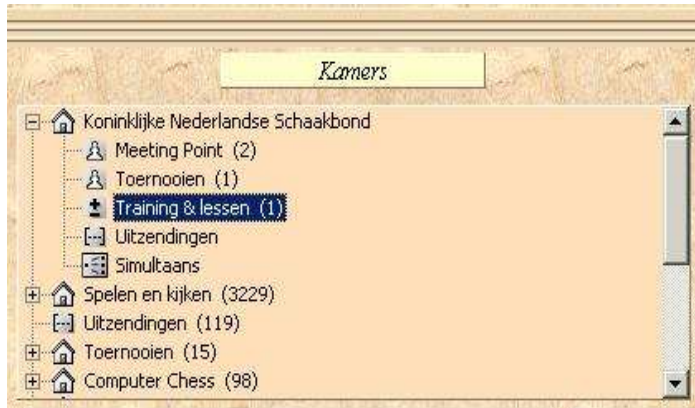 Kamers
Koninklijke Nederlandse Schaakbond
Meeting Point (2)
Toernooien (1)
Training & lessen (1)
Uitzendingen
Simultaans
Spelen en kijken (3229)
Uitzendingen (119)
Toernooien (15)
Computer Chess (98)